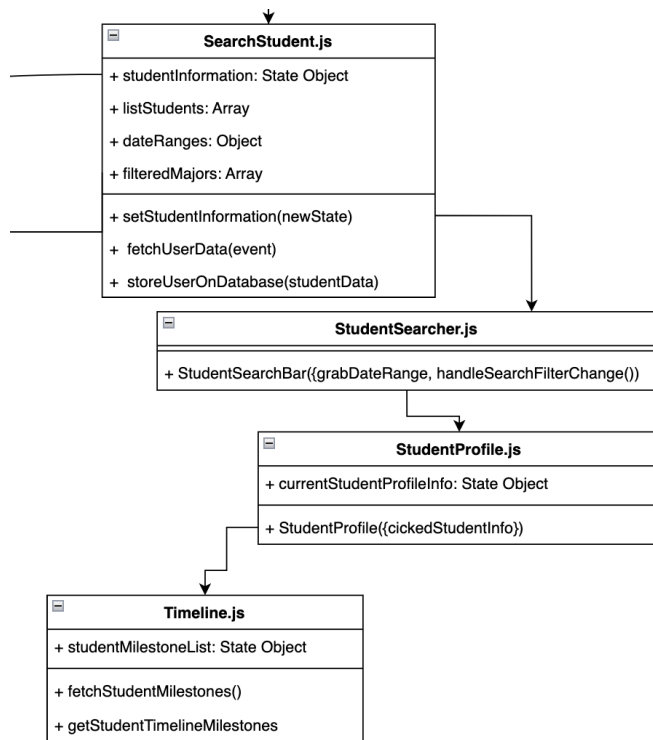 SearchStudent.js
+ studentInformation: State Object
+ listStudents: Array
+ dateRanges: Object
+ filteredMajors: Array
+ setStudentInformation(newState)
+ fetchUserData(event)
+ storeUserOnDatabase(studentData)
StudentSearcher.js
+ StudentSearchBar({grabDateRange, handleSearchFilterChange())
StudentProfile.js
+ currentStudentProfileInfo: State Object
+ StudentProfile({cickedStudentInfo})
Timeline.js
+ studentMilestoneList: State Object
+ fetchStudentMilestones()
+ getStudentTimelineMilestones